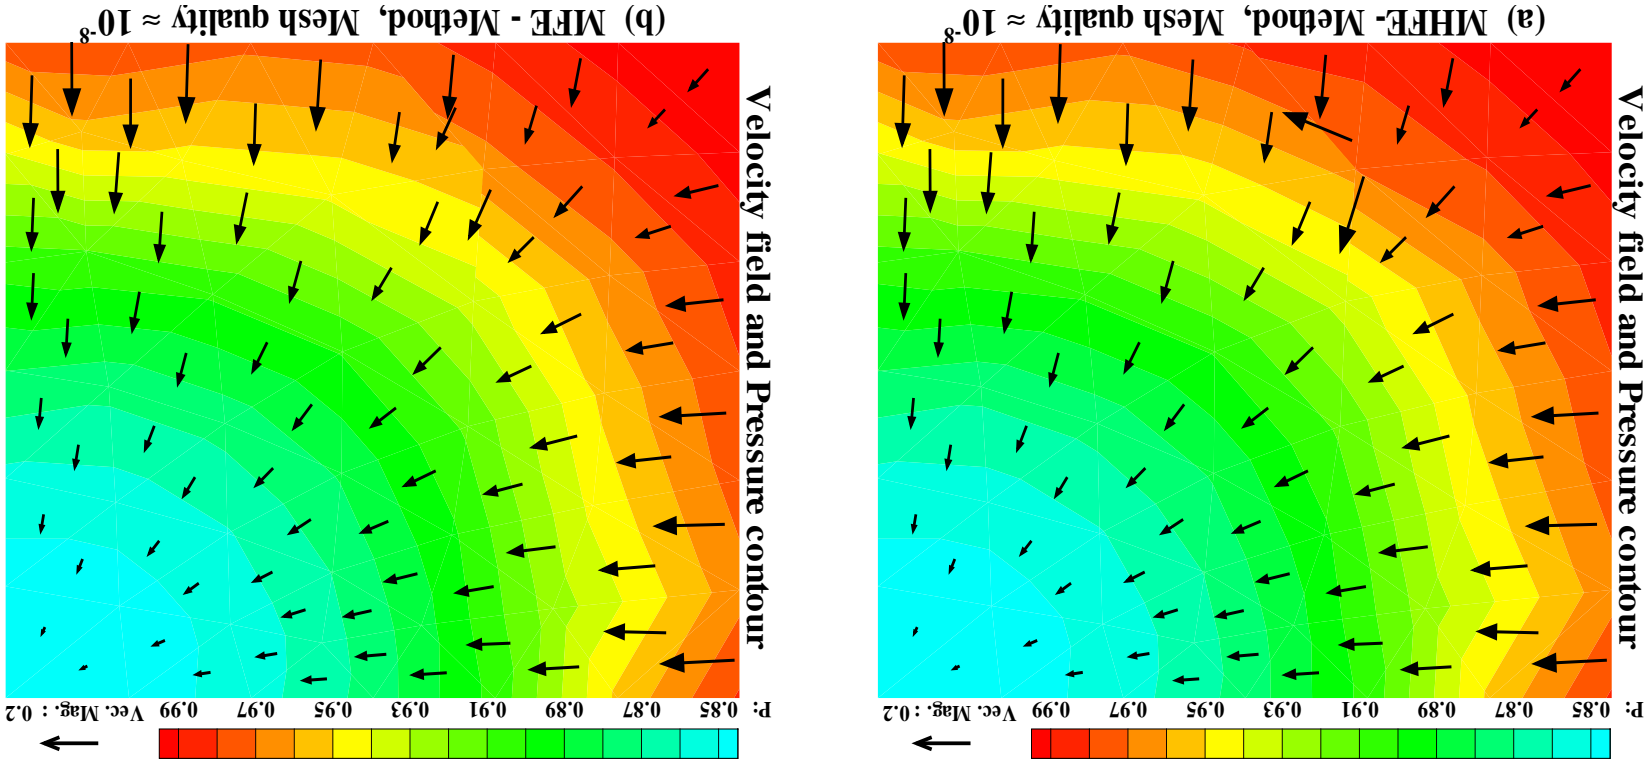 P: 0.85 0.87 0.89 0.91 0.93 0.95 0.97 0.99 Vec. Mag. : 0.2
Velocity field and Pressure contour
(a) MHFE- Method, Mesh quality ≈ 10⁻⁸
P: 0.85 0.87 0.89 0.91 0.93 0.95 0.97 0.99 Vec. Mag. : 0.2
Velocity field and Pressure contour
(b) MFE - Method, Mesh quality ≈ 10⁻⁸